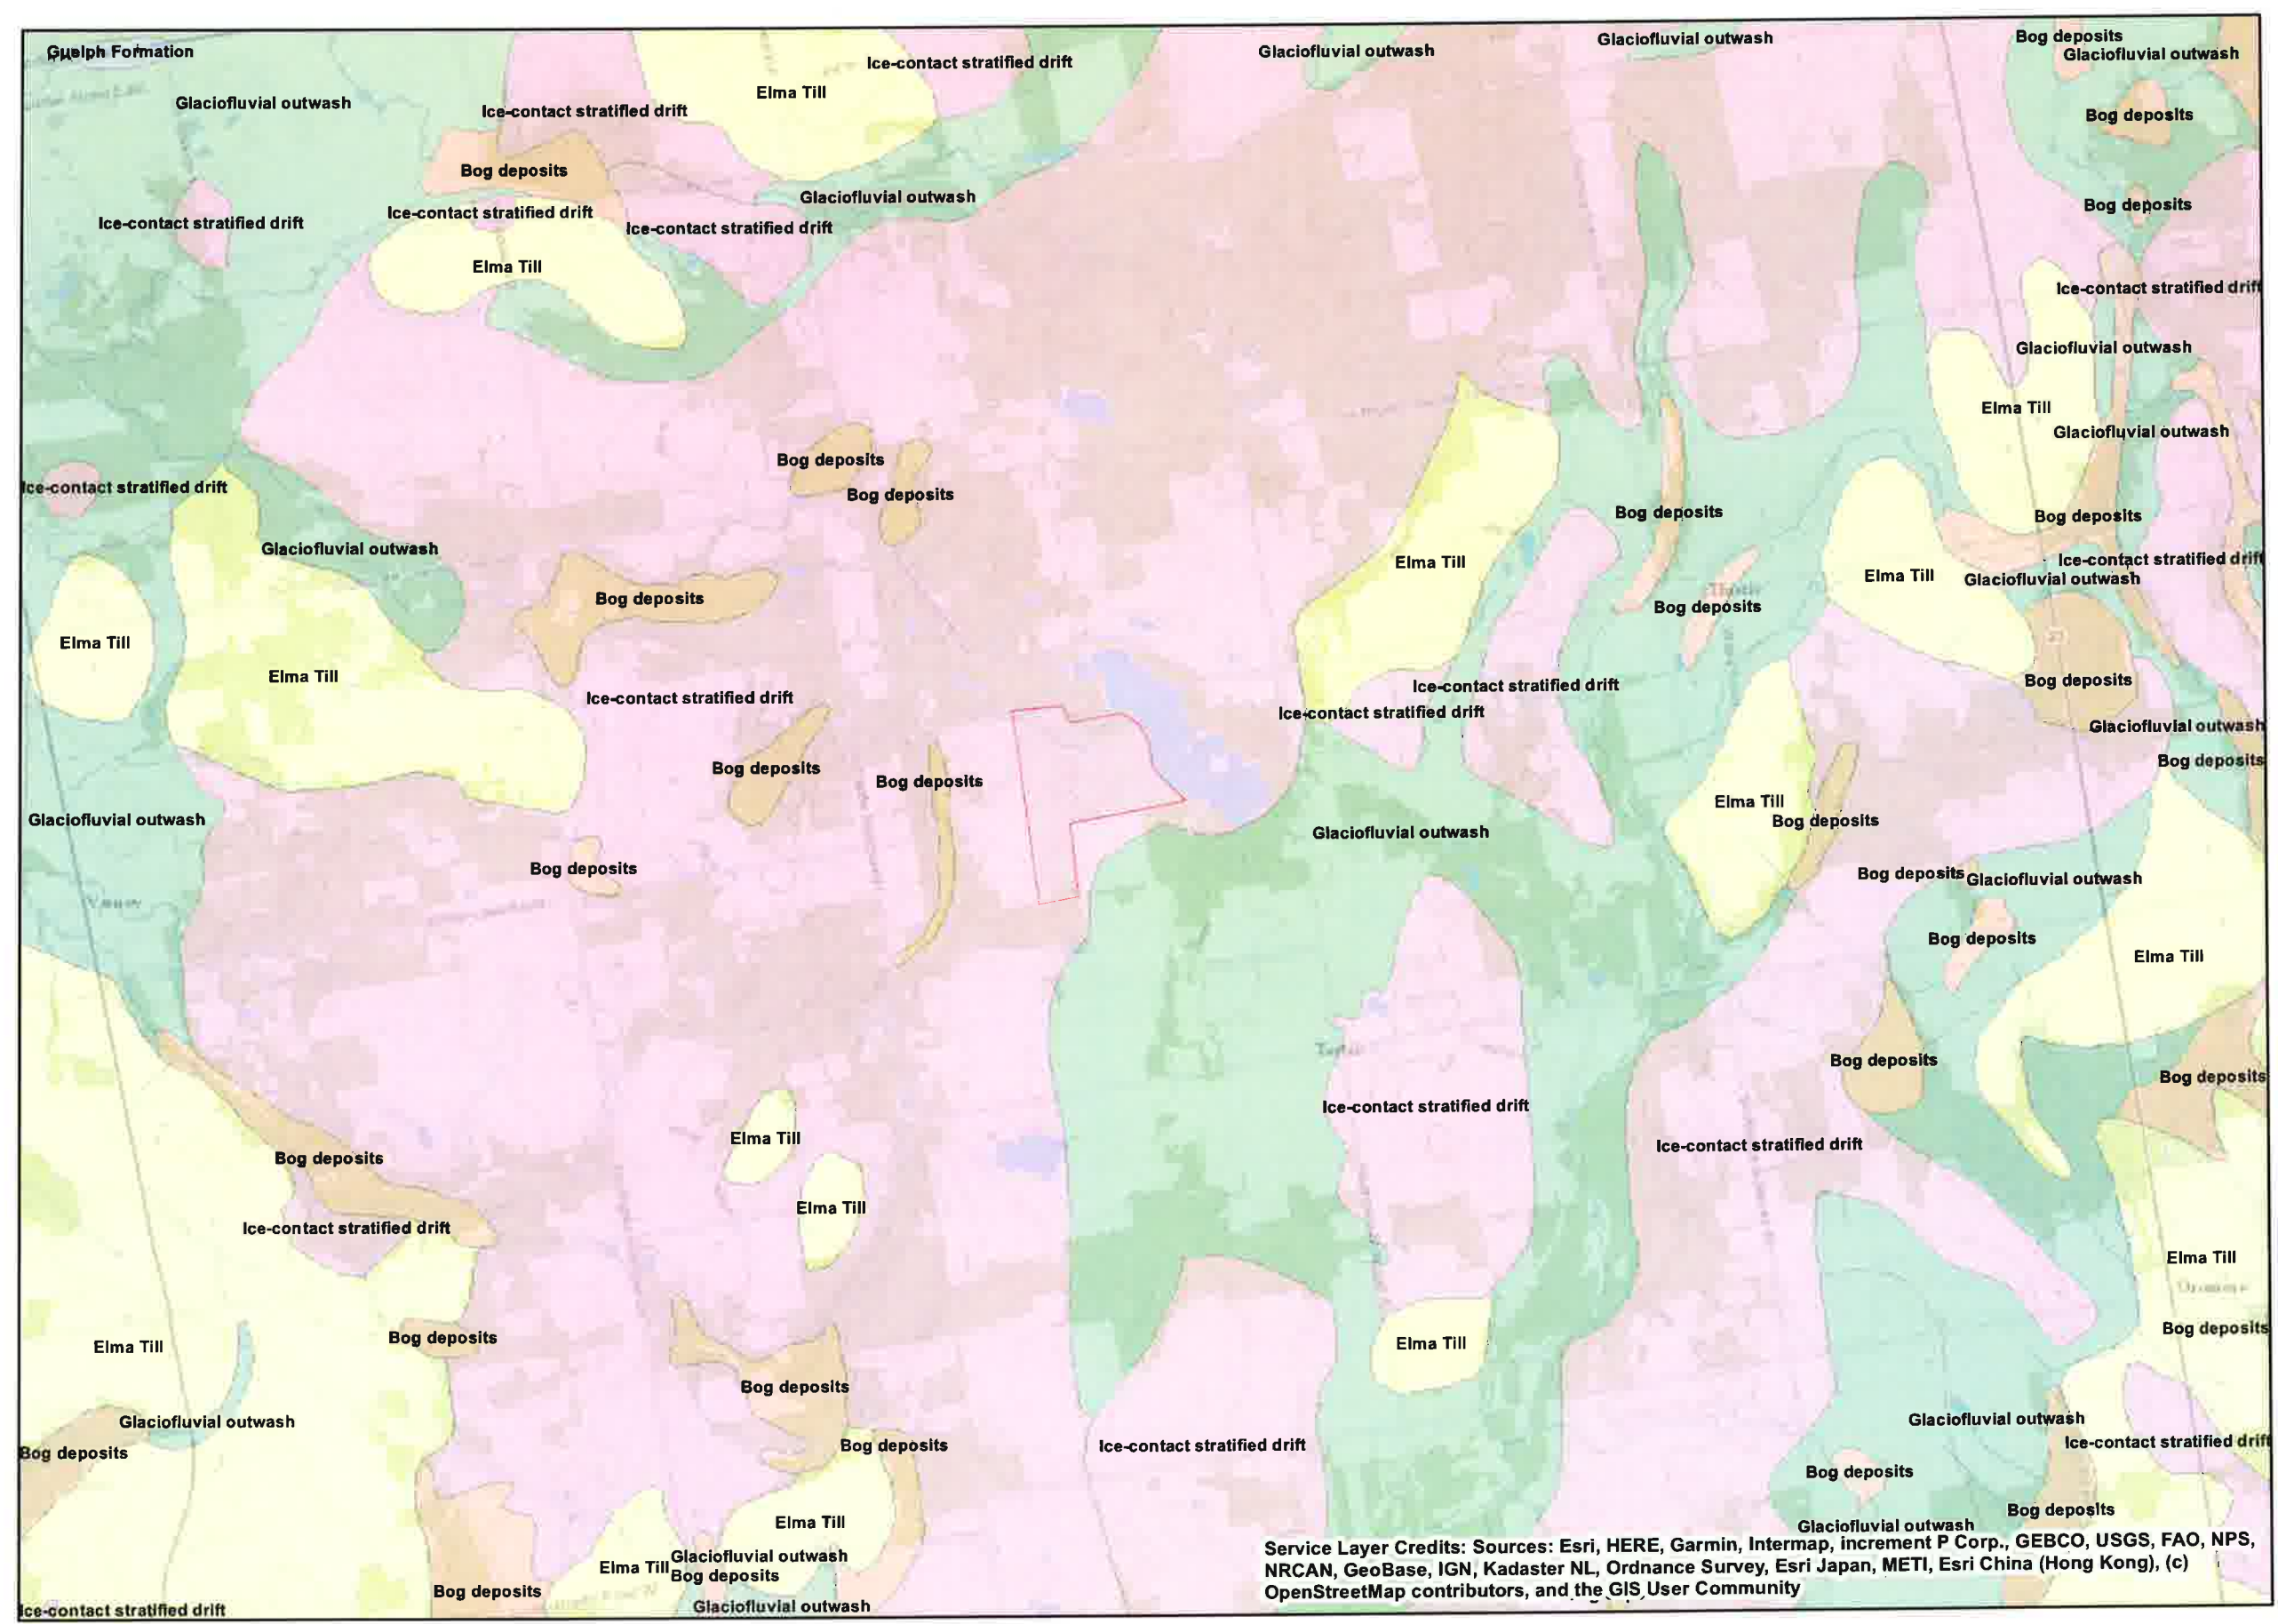 Guelph Formation
Glaciofluvial outwash
Ice-contact stratified drift
Elma Till
Ice-contact stratified drift
Glaciofluvial outwash
Glaciofluvial outwash
Bog deposits
Glaciofluvial outwash
Bog deposits
Bog deposits
Bog deposits
Ice-contact stratified drift
Ice-contact stratified drift
Ice-contact stratified drift
Glaciofluvial outwash
Elma Till
Ice-contact stratified drift
Glaciofluvial outwash
Elma Till
Glaciofluvial outwash
Bog deposits
Bog deposits
Ice-contact stratified drift
Glaciofluvial outwash
Bog deposits
Elma Till
Bog deposits
Bog deposits
Elma Till
Ice-contact stratified drift
Glaciofluvial outwash
Bog deposits
Elma Till
Elma Till
Ice-contact stratified drift
Ice-contact stratified drift
Ice-contact stratified drift
Bog deposits
Glaciofluvial outwash
Bog deposits
Bog deposits
Bog deposits
Elma Till
Bog deposits
Glaciofluvial outwash
Glaciofluvial outwash
Bog deposits
Bog deposits
Glaciofluvial outwash
Bog deposits
Elma Till
Bog deposits
Bog deposits
Ice-contact stratified drift
Ice-contact stratified drift
Elma Till
Bog deposits
Elma Till
Ice-contact stratified drift
Elma Till
Bog deposits
Elma Till
Bog deposits
Elma Till
Bog deposits
Glaciofluvial outwash
Bog deposits
Bog deposits
Ice-contact stratified drift
Glaciofluvial outwash
Ice-contact stratified drift
Bog deposits
Bog deposits
Elma Till
Glaciofluvial outwash
Elma Till
Glaciofluvial outwash
Bog deposits
Bog deposits
Glaciofluvial outwash
Ice-contact stratified drift
Service Layer Credits: Sources: Esri, HERE, Garmin, Intermap, increment P Corp., GEBCO, USGS, FAO, NPS,
NRCAN, GeoBase, IGN, Kadaster NL, Ordnance Survey, Esri Japan, METI, Esri China (Hong Kong), (c)
OpenStreetMap contributors, and the GIS User Community